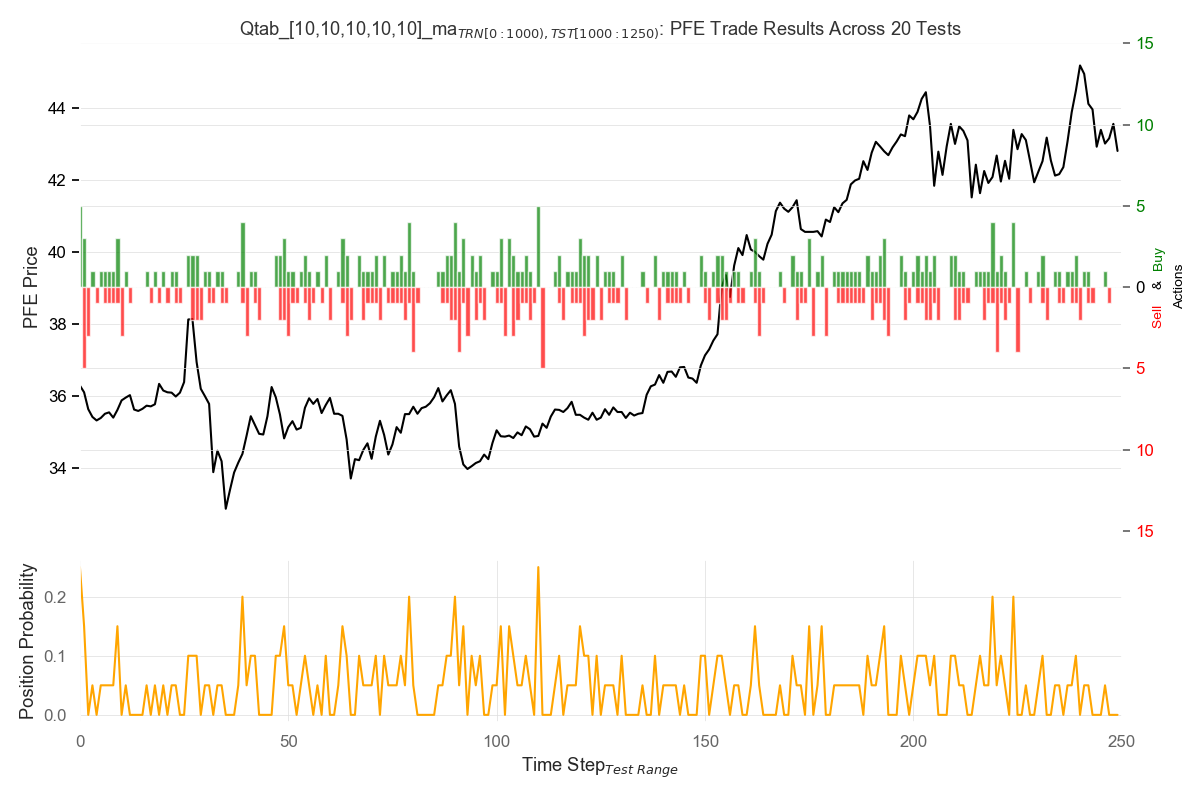 Qtab_[10,10,10,10,10]_ma_TRN[0:1000),TST[1000:1250): PFE Trade Results Across 20 Tests
15
44
10
42
5
40
PFE Price
0
Sell & Buy
Actions
38
5
36
10
34
15
Position Probability
0.2
0.1
0.0
0 50 100 150 200 250
Time Step_Test Range